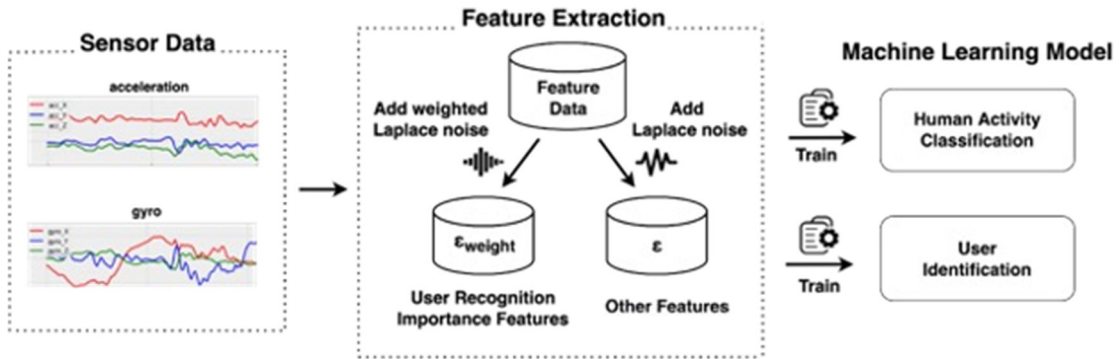 Sensor Data
acceleration
acc_X
acc_Y
acc_Z
gyro
gyro_X
gyro_Y
Feature Extraction
Feature
Data
Add weighted
Laplace noise
Add
Laplace noise
εweight
ε
User Recognition
Importance Features
Other Features
Machine Learning Model
Train
Human Activity
Classification
Train
User
Identification